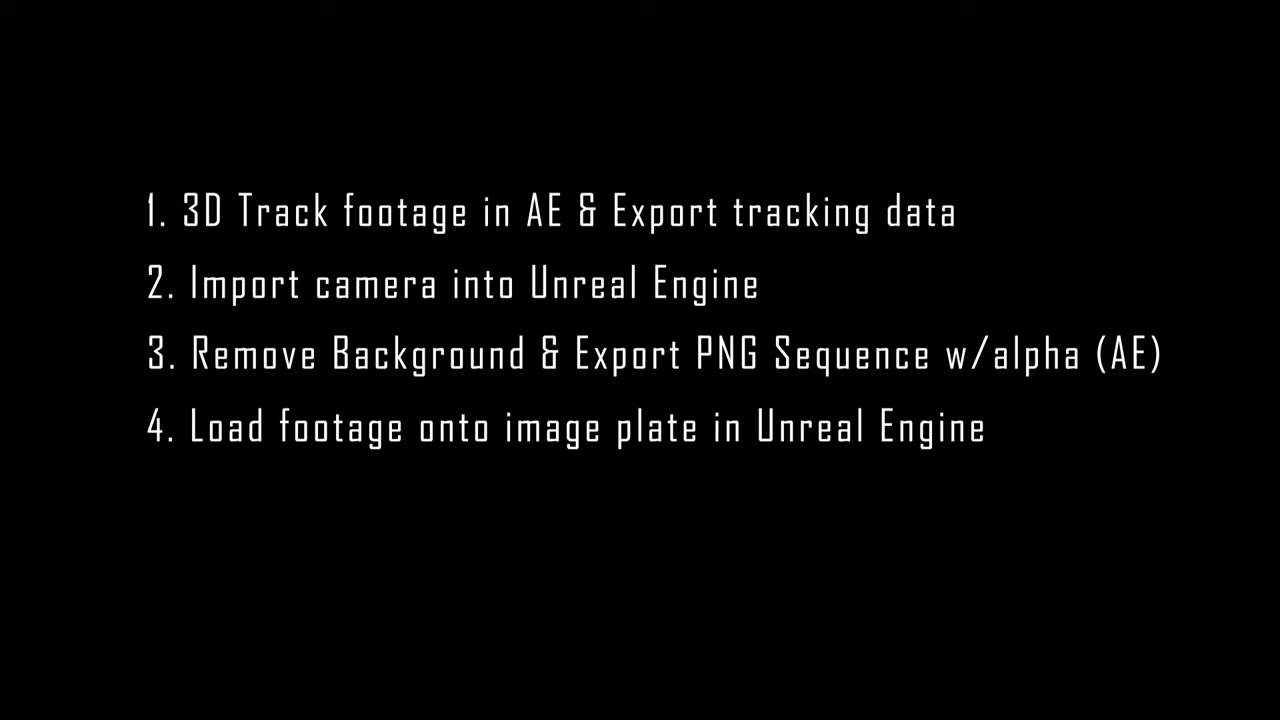 1. 3D Track footage in AE & Export tracking data
2. Import camera into Unreal Engine
3. Remove Background & Export PNG Sequence w/alpha (AE)
4. Load footage onto image plate in Unreal Engine